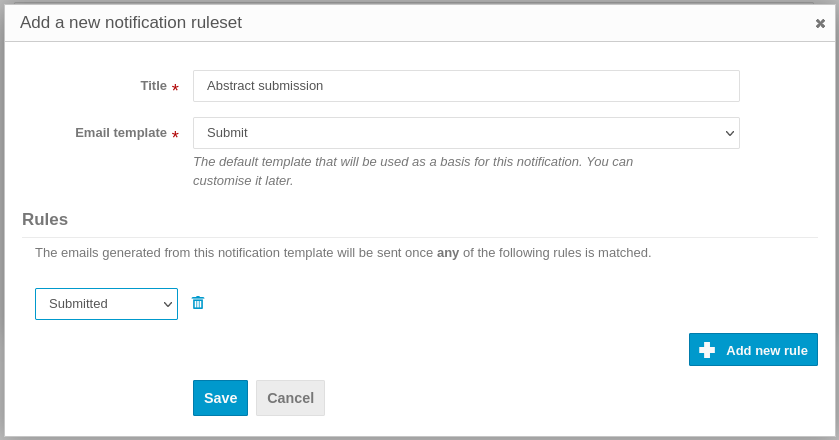 Add a new notification ruleset
Title *
Abstract submission
Email template *
Submit
The default template that will be used as a basis for this notification. You can
customise it later.
Rules
The emails generated from this notification template will be sent once any of the following rules is matched.
Submitted
Add new rule
Save
Cancel